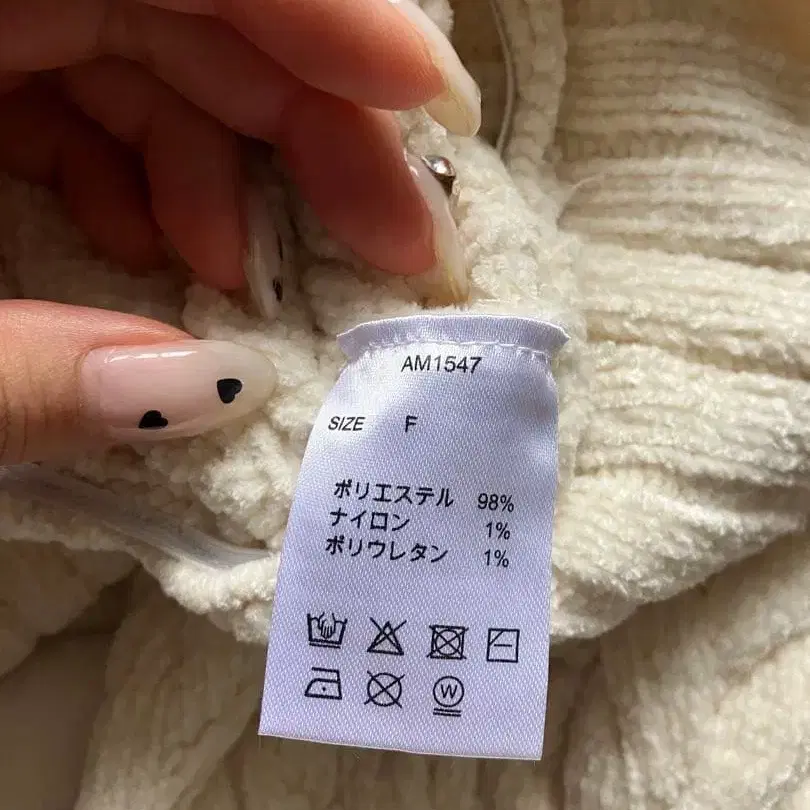 AM1547
SIZE F
ポリエステル 98%
ナイロン 1%
ポリウレタン 1%
W